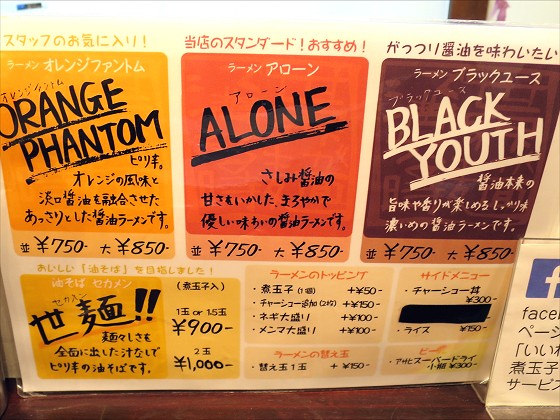 スタッフのお気に入り！
ラーメン オレンジファントム
オレンジファントム
ORANGE
PHANTOM
ピリ辛。
オレンジの風味と
淡口醤油を融合させた
あっさりとした醤油ラーメンです。
並 ¥750- 大 ¥850-
当店のスタンダード！おすすめ！
ラーメン アローン
アローン
ALONE
さしみ醤油の
甘さをいかした、まろやかで
優しい味わいの醤油ラーメンです。
並 ¥750- 大 ¥850-
がっつり醤油を味わいたい
ラーメン ブラックユース
ブラックユース
BLACK
YOUTH
醤油本来の
旨味や香りが楽しめるしっかり味
濃いめの醤油ラーメンです。
並 ¥750- 大 ¥850-
おいしい「油そば」を目指しました！
油そば セカメン
セカメン
世麺!!
麺々しさを
全面に出した汁なしで
ピリ辛の油そばです。
(煮玉子入)
1玉 or 1.5玉
¥900-
2玉
¥1,000-
ラーメンのトッピング
・煮玉子(1個) +¥50-
・チャーシュー追加(2枚) +¥150-
・ネギ大盛り +¥100-
・メンマ大盛り +¥100-
ラーメンの替え玉
・替え玉 1玉 +¥150-
サイドメニュー
・チャーシュー丼
¥300-
・ライス ¥150-
ビール
・アサヒスーパードライ
小瓶 ¥300-
f
face
ページ
「いいね
煮玉子
サービス